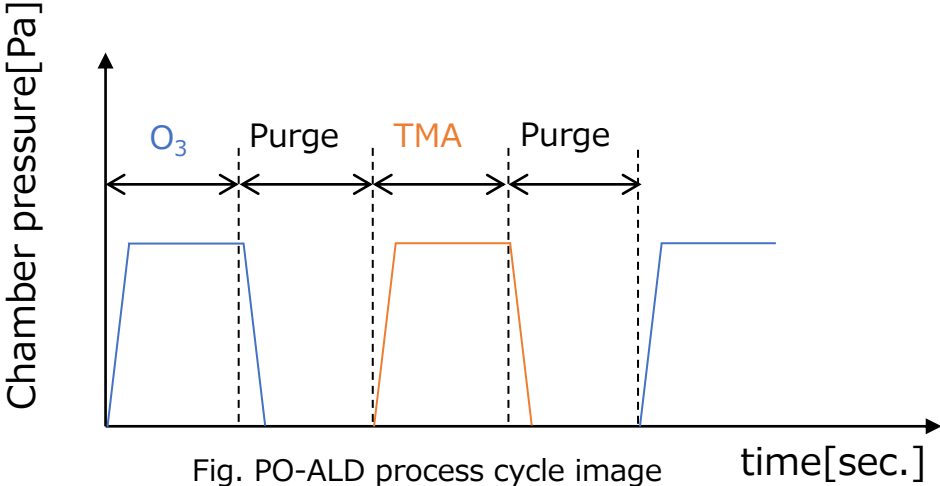 Chamber pressure[Pa]
O₃
Purge
TMA
Purge
time[sec.]
Fig. PO-ALD process cycle image